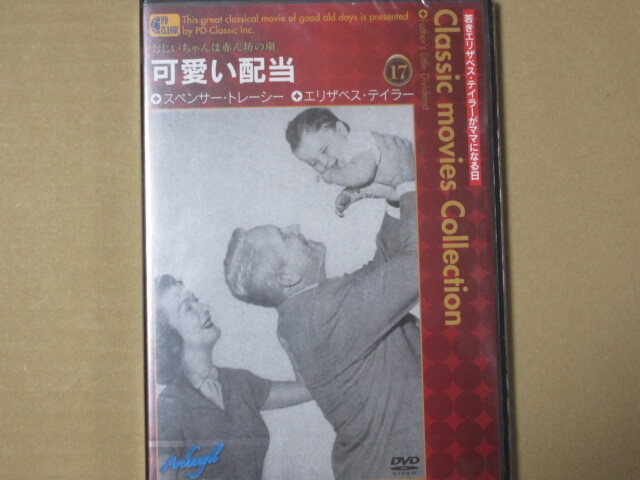 PD CLASSIC
This great classical movie of good old days is presented
by PD Classic Inc.
おじいちゃんは赤ん坊の虜
可愛い配当
17
スペンサー・トレーシー
エリザベス・テイラー
若きエリザベス・テイラーがママになる日
Classic movies Collection
Father's Little Dividend
Archangel
DVD
VIDEO